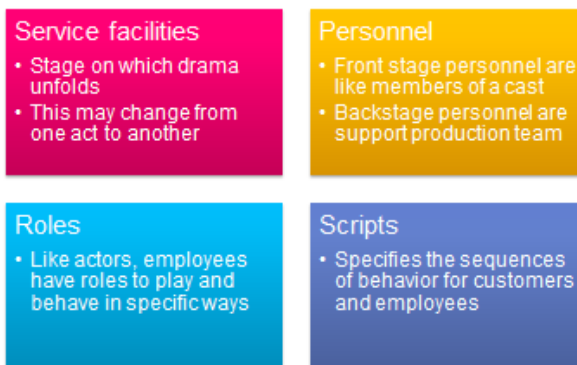 Service facilities
• Stage on which drama
unfolds
• This may change from
one act to another
Personnel
• Front stage personnel are
like members of a cast
• Backstage personnel are
support production team
Roles
• Like actors, employees
have roles to play and
behave in specific ways
Scripts
• Specifies the sequences
of behavior for customers
and employees